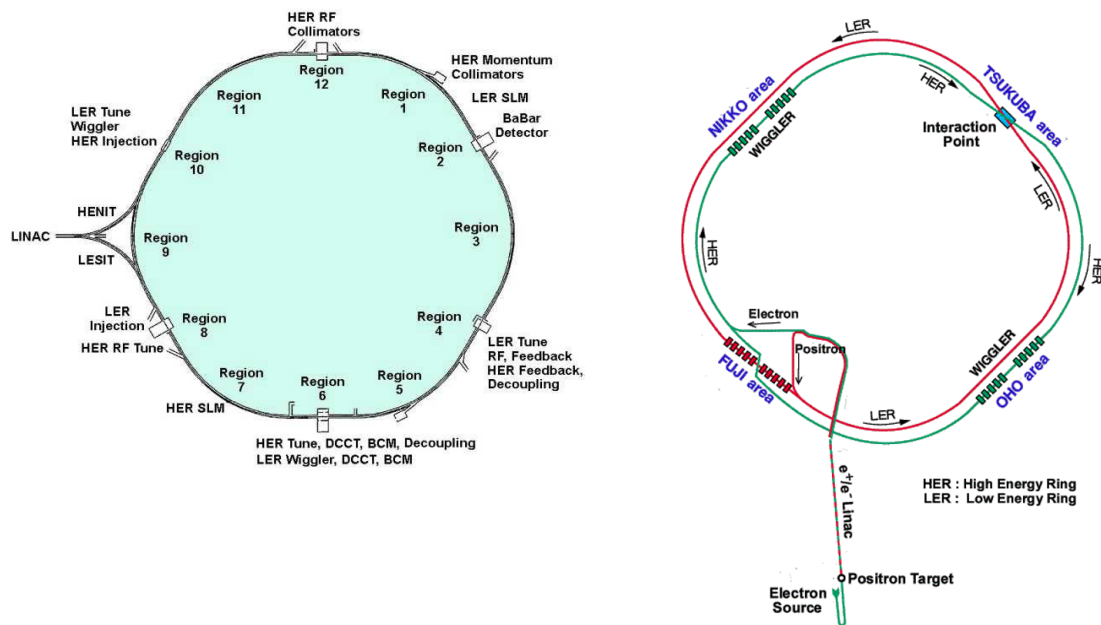 HER RF
Collimators
Region
12
HER Momentum
Collimators
Region
1
LER SLM
BaBar
Detector
Region
2
Region
11
LER Tune
Wiggler
HER Injection
Region
10
HENIT
LINAC
LESIT
Region
9
Region
3
LER
Injection
Region
8
HER RF Tune
Region
4
LER Tune
RF, Feedback
HER Feedback,
Decoupling
Region
7
Region
6
Region
5
HER SLM
HER Tune, DCCT, BCM, Decoupling
LER Wiggler, DCCT, BCM
LER
HER
NIKKO area
WIGGLER
TSUKUBA area
Interaction
Point
LER
HER
HER
Electron
Positron
FUJI area
WIGGLER
OHO area
LER
e+/e- Linac
HER : High Energy Ring
LER : Low Energy Ring
Positron Target
Electron
Source